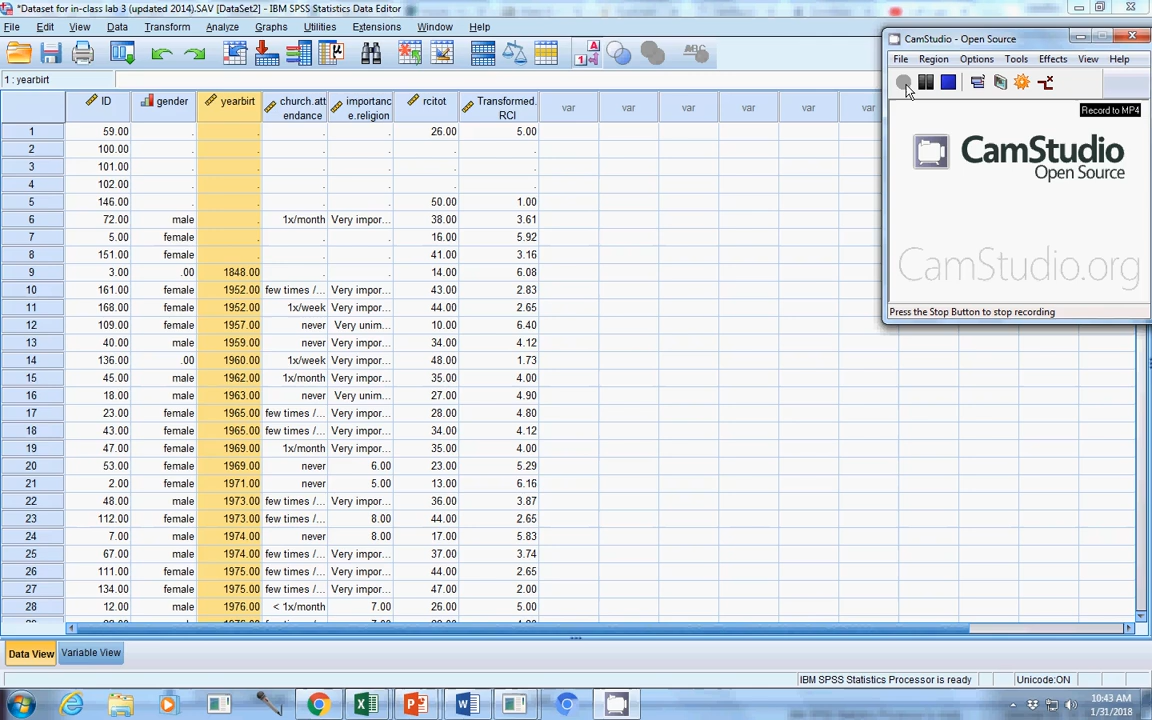 *Dataset for in-class lab 3 (updated 2014).SAV [DataSet2] - IBM SPSS Statistics Data Editor
File Edit View Data Transform Analyze Graphs Utilities Extensions Window Help
1 : yearbirt
ID gender yearbirt church.att endance importanc e.religion rcitot Transformed. RCI var var var var var var
1 59.00 . . . . 26.00 5.00
2 100.00 . . . . . .
3 101.00 . . . . . .
4 102.00 . . . . . .
5 146.00 . . . . 50.00 1.00
6 72.00 male . 1x/month Very impor... 38.00 3.61
7 5.00 female . . . 16.00 5.92
8 151.00 female . . . 41.00 3.16
9 3.00 .00 1848.00 . . 14.00 6.08
10 161.00 female 1952.00 few times /... Very impor... 43.00 2.83
11 168.00 female 1952.00 1x/week Very impor... 44.00 2.65
12 109.00 female 1957.00 never Very unim... 10.00 6.40
13 40.00 female 1959.00 never Very impor... 34.00 4.12
14 136.00 .00 1960.00 1x/week Very impor... 48.00 1.73
15 45.00 male 1962.00 1x/month Very impor... 35.00 4.00
16 18.00 male 1963.00 never Very unim... 27.00 4.90
17 23.00 female 1965.00 few times /... Very impor... 28.00 4.80
18 43.00 female 1965.00 few times /... Very impor... 34.00 4.12
19 47.00 female 1969.00 1x/month Very impor... 35.00 4.00
20 53.00 female 1969.00 never 6.00 23.00 5.29
21 2.00 female 1971.00 never 5.00 13.00 6.16
22 48.00 male 1973.00 few times /... Very impor... 36.00 3.87
23 112.00 female 1973.00 few times /... 8.00 44.00 2.65
24 7.00 male 1974.00 never 8.00 17.00 5.83
25 67.00 male 1974.00 few times /... Very impor... 37.00 3.74
26 111.00 female 1975.00 few times /... Very impor... 44.00 2.65
27 134.00 female 1975.00 few times /... Very impor... 47.00 2.00
28 12.00 male 1976.00 < 1x/month 7.00 26.00 5.00
Data View Variable View
IBM SPSS Statistics Processor is ready Unicode:ON
10:43 AM
1/31/2018
CamStudio - Open Source
File Region Options Tools Effects View Help
Record to MP4
CamStudio
Open Source
CamStudio.org
Press the Stop Button to stop recording